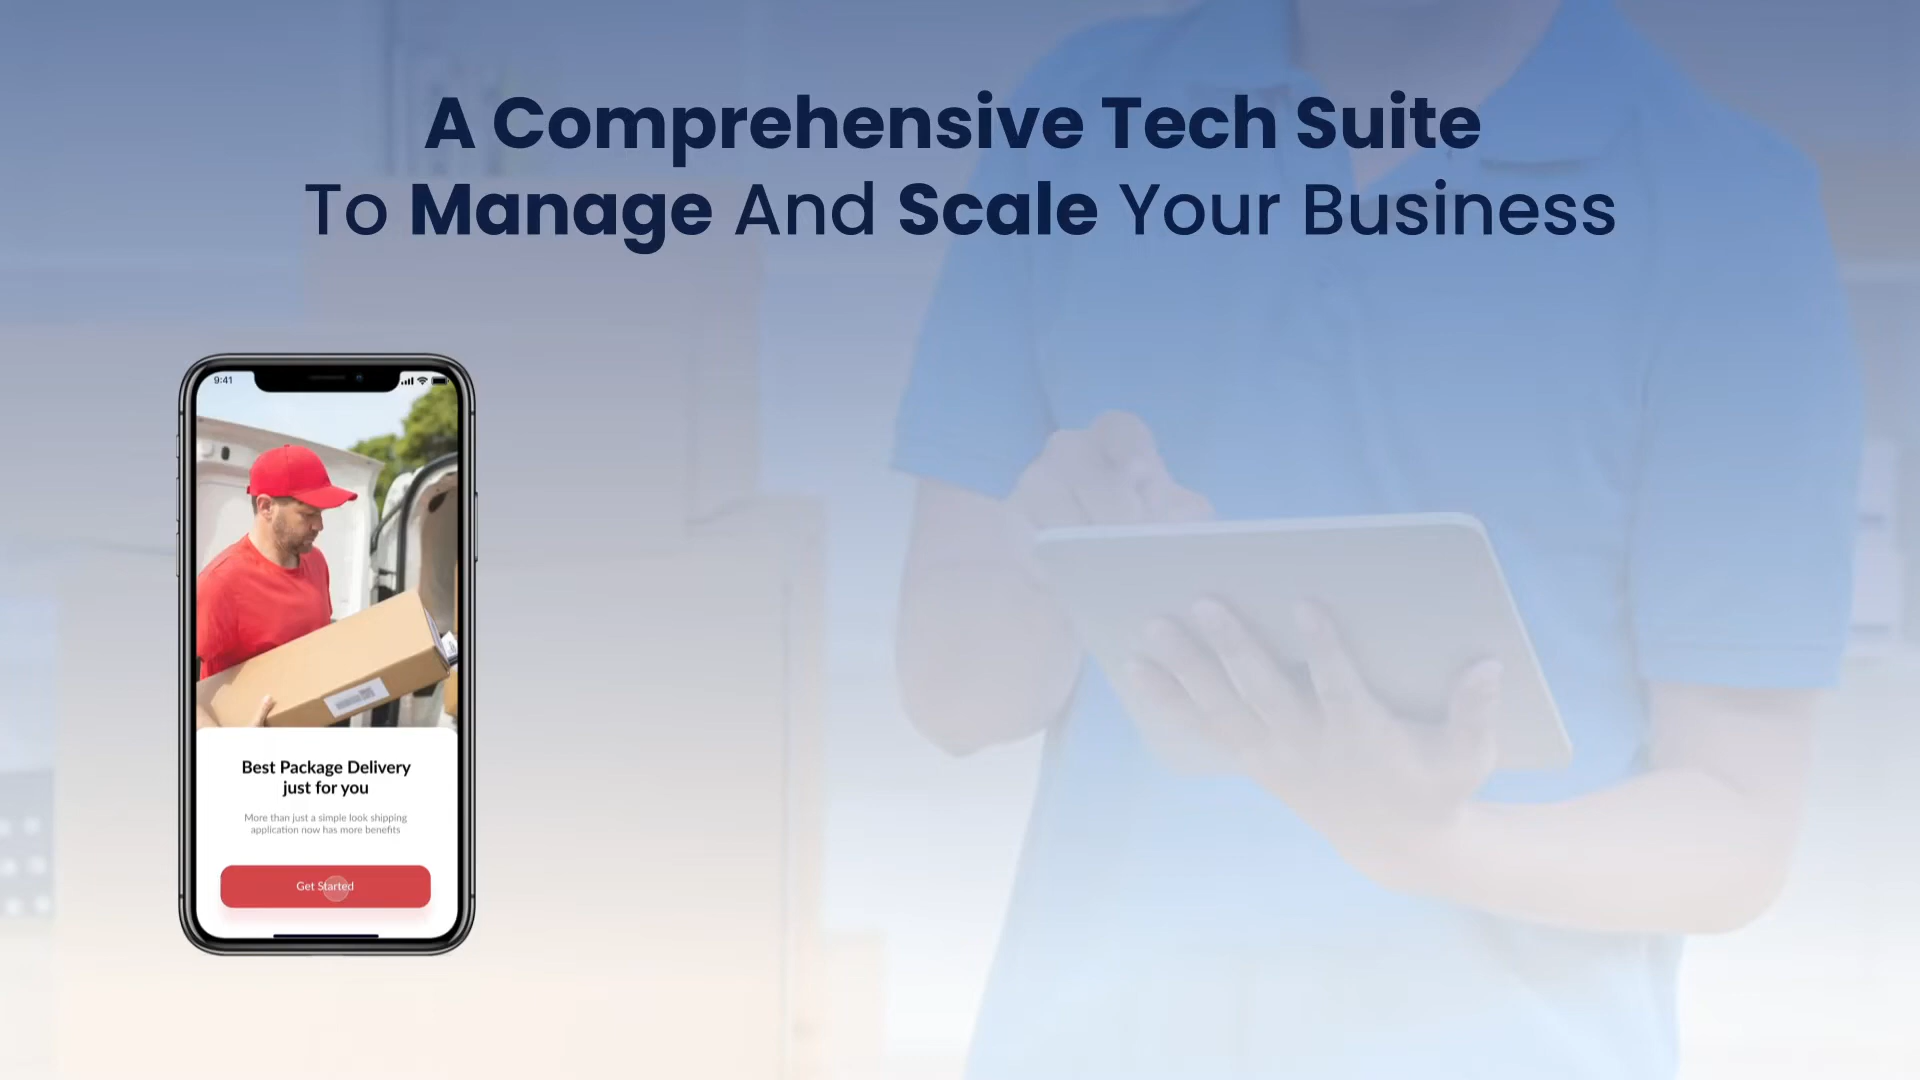 A Comprehensive Tech Suite
To Manage And Scale Your Business
9:41
Best Package Delivery
just for you
More than just a simple look shipping
application now has more benefits
Get Started